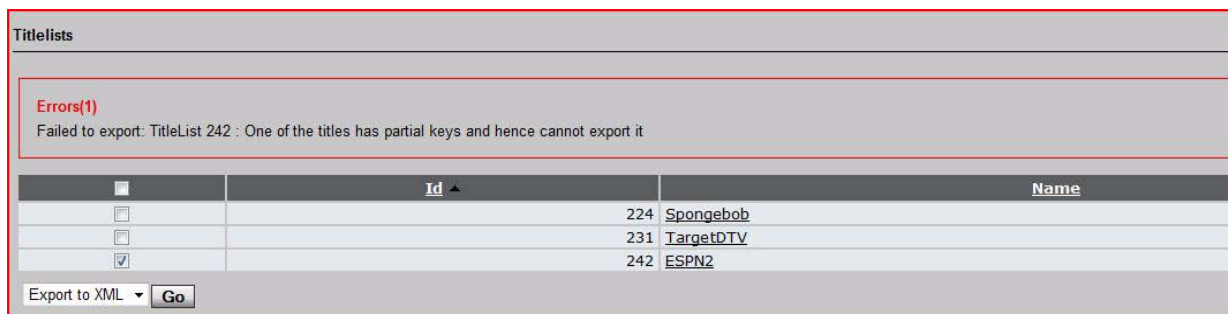 Titlelists
Errors(1)
Failed to export: TitleList 242 : One of the titles has partial keys and hence cannot export it
Id Name
224 Spongebob
231 TargetDTV
242 ESPN2
Export to XML Go